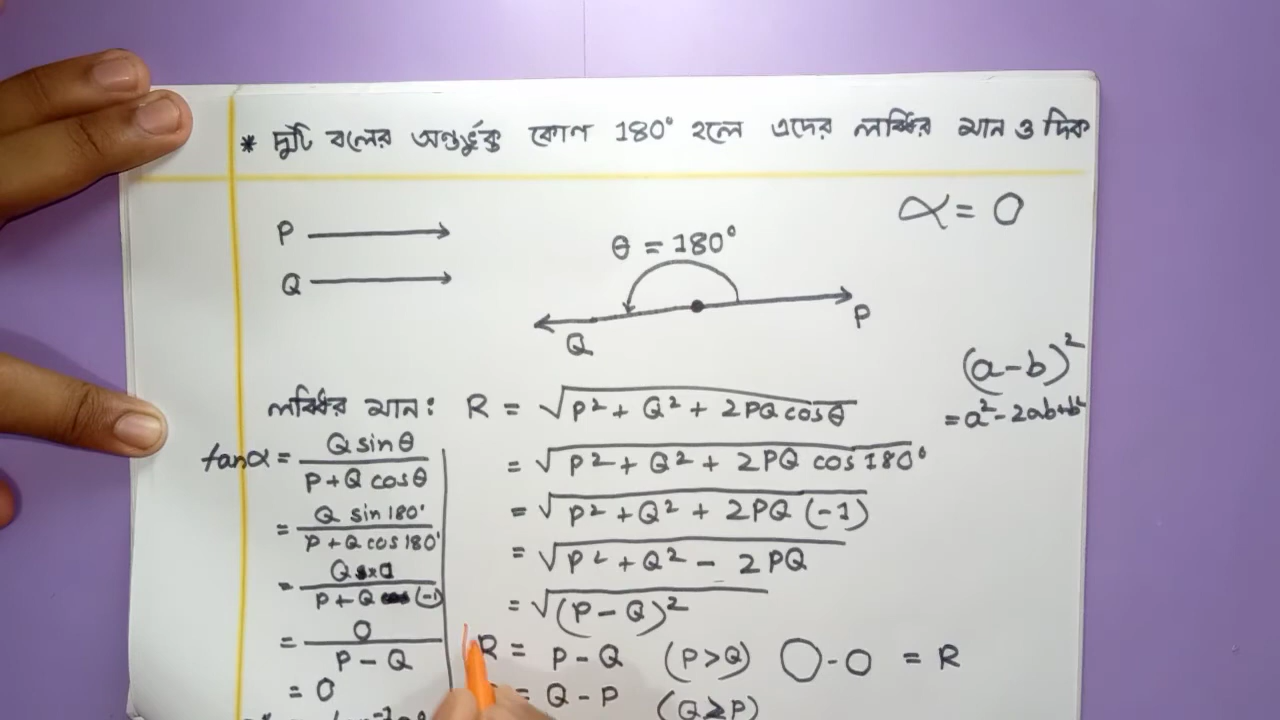 * দুটি বলের অন্তর্ভুক্ত কোণ 180° হলে এদের লব্ধির মান ও দিক
α = 0
P
Q
θ = 180°
Q
P
(a-b)²
= a² - 2ab + b²
লব্ধির মান : R = √(P² + Q² + 2PQ cosθ)
= √(P² + Q² + 2PQ cos 180°)
= √(P² + Q² + 2PQ (-1))
= √(P² + Q² - 2PQ)
= √((P - Q)²)
R = P - Q (P>Q) O - O = R
= Q - P (Q>P)
tanα = Q sinθ / P + Q cosθ
= Q sin 180° / P + Q cos 180°
= Q × 0 / P + Q (-1)
= 0 / P - Q
= 0